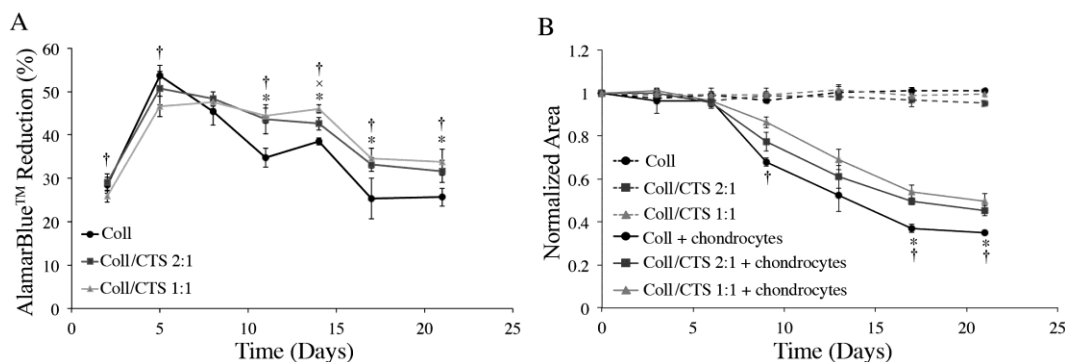 A
AlamarBlue™ Reduction (%)
60
50
40
30
20
10
0
† † † † × † †
* * * *
Coll
Coll/CTS 2:1
Coll/CTS 1:1
0 5 10 15 20 25
Time (Days)
B
Normalized Area
1.2
1
0.8
0.6
0.4
0.2
0
Coll
Coll/CTS 2:1
Coll/CTS 1:1
Coll + chondrocytes
Coll/CTS 2:1 + chondrocytes
Coll/CTS 1:1 + chondrocytes
†
* *
† †
0 5 10 15 20 25
Time (Days)